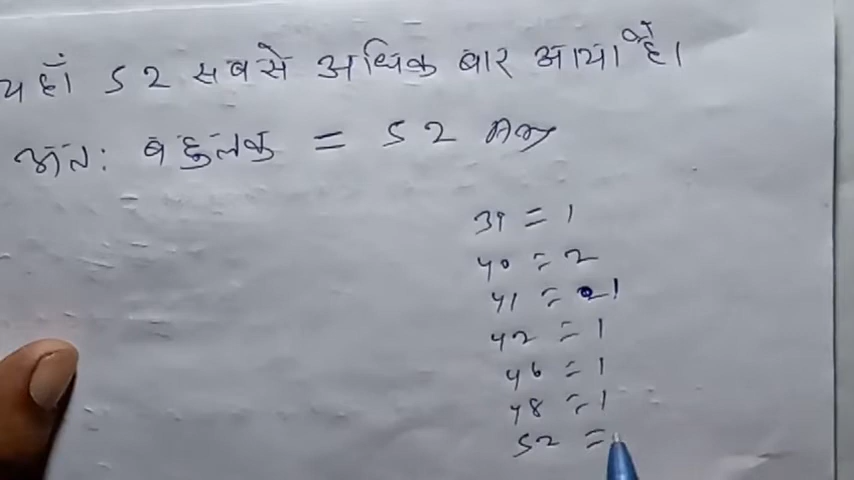 यहाँ 52 सबसे अधिक बार आया है।
अतः बहुलक = 52 Ans
39 = 1
40 = 2
41 = 1
42 = 1
46 = 1
48 = 1
52 =